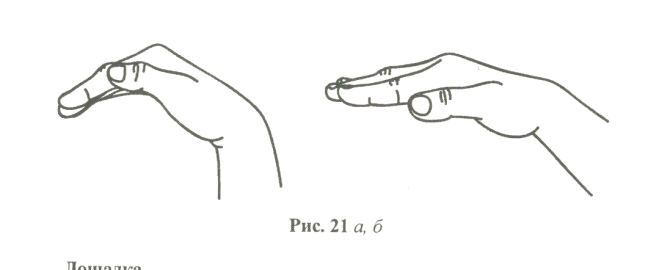 Рис. 21 а, б